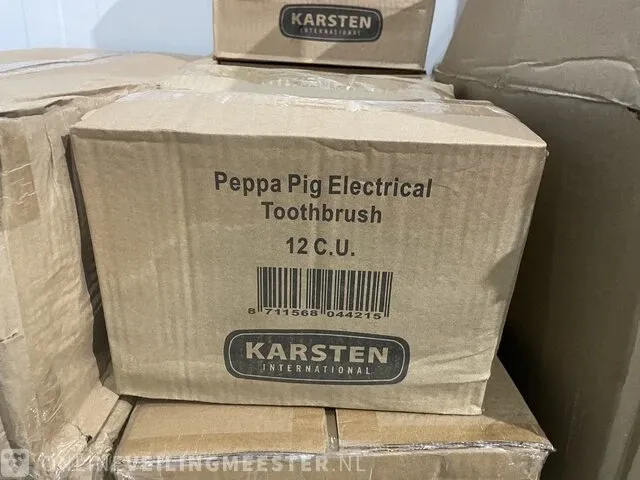 KARSTEN
INTERNATIONAL
Peppa Pig Electrical
Toothbrush
12 C.U.
8 711568 044215
KARSTEN
INTERNATIONAL
ONLINEVEILINGMEESTER.NL